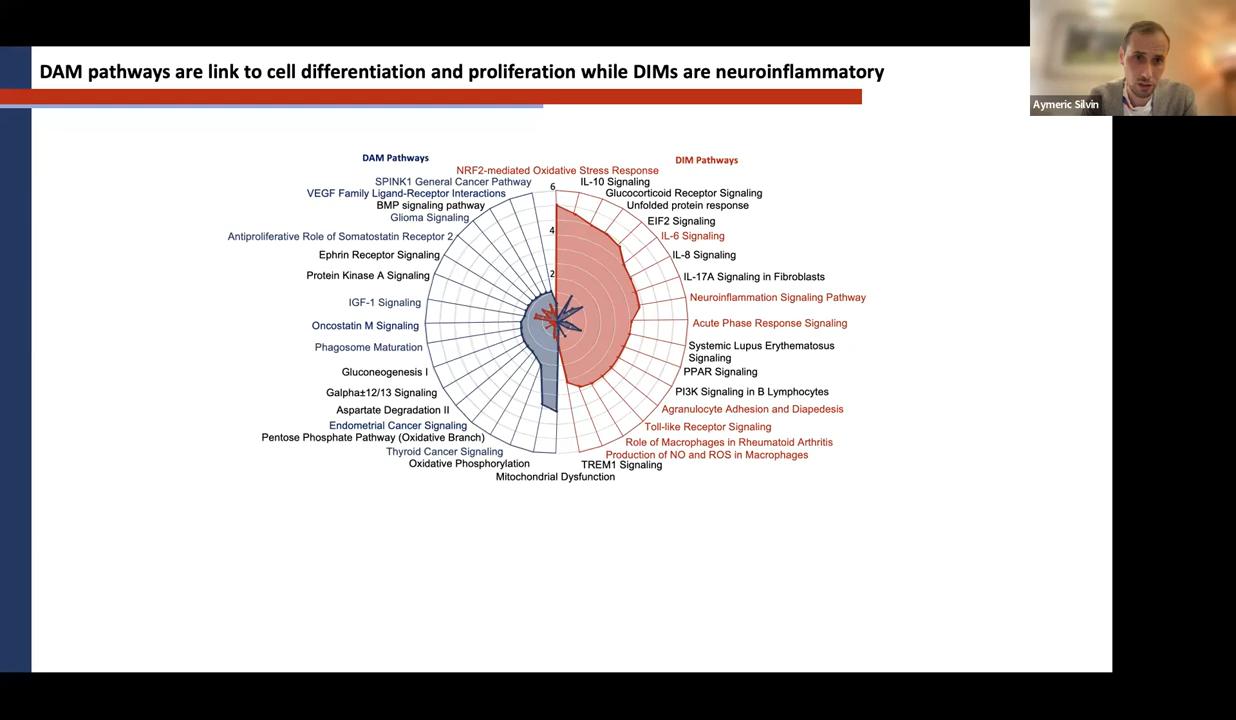 DAM pathways are link to cell differentiation and proliferation while DIMs are neuroinflammatory
Aymeric Silvin
DAM Pathways
DIM Pathways
NRF2-mediated Oxidative Stress Response
SPINK1 General Cancer Pathway
IL-10 Signaling
VEGF Family Ligand-Receptor Interactions
Glucocorticoid Receptor Signaling
BMP signaling pathway
Unfolded protein response
Glioma Signaling
EIF2 Signaling
Antiproliferative Role of Somatostatin Receptor 2
IL-6 Signaling
Ephrin Receptor Signaling
IL-8 Signaling
Protein Kinase A Signaling
IL-17A Signaling in Fibroblasts
IGF-1 Signaling
Neuroinflammation Signaling Pathway
Oncostatin M Signaling
Acute Phase Response Signaling
Phagosome Maturation
Systemic Lupus Erythematosus
Signaling
Gluconeogenesis I
PPAR Signaling
Galpha±12/13 Signaling
PI3K Signaling in B Lymphocytes
Aspartate Degradation II
Agranulocyte Adhesion and Diapedesis
Endometrial Cancer Signaling
Toll-like Receptor Signaling
Pentose Phosphate Pathway (Oxidative Branch)
Role of Macrophages in Rheumatoid Arthritis
Thyroid Cancer Signaling
Production of NO and ROS in Macrophages
Oxidative Phosphorylation
TREM1 Signaling
Mitochondrial Dysfunction
6
4
2